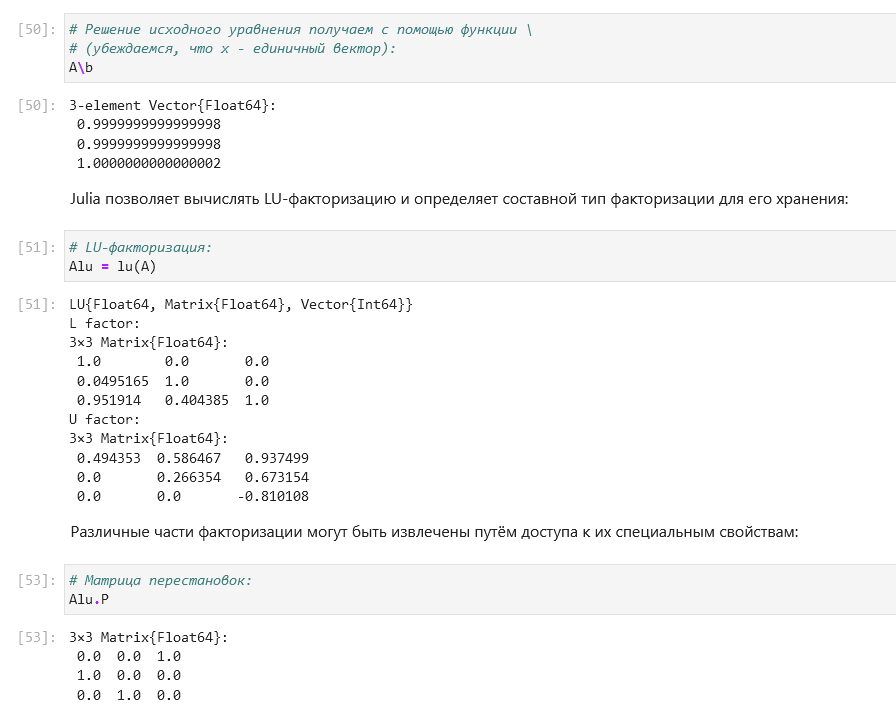 [50]: # Решение исходного уравнения получаем с помощью функции \
# (убеждаемся, что x - единичный вектор):
A\b
[50]: 3-element Vector{Float64}:
0.9999999999999998
0.9999999999999998
1.0000000000000002
Julia позволяет вычислять LU-факторизацию и определяет составной тип факторизации для его хранения:
[51]: # LU-факторизация:
Alu = lu(A)
[51]: LU{Float64, Matrix{Float64}, Vector{Int64}}
L factor:
3×3 Matrix{Float64}:
1.0        0.0       0.0
0.0495165  1.0       0.0
0.951914   0.404385  1.0
U factor:
3×3 Matrix{Float64}:
0.494353  0.586467   0.937499
0.0       0.266354   0.673154
0.0       0.0       -0.810108
Различные части факторизации могут быть извлечены путём доступа к их специальным свойствам:
[53]: # Матрица перестановок:
Alu.P
[53]: 3×3 Matrix{Float64}:
0.0  0.0  1.0
1.0  0.0  0.0
0.0  1.0  0.0